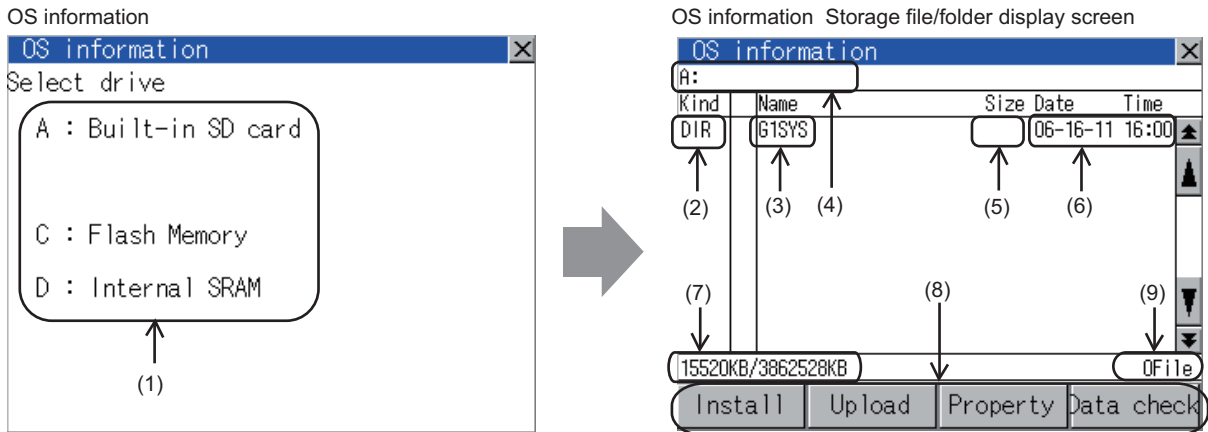 OS information
OS information
Select drive
A : Built-in SD card
C : Flash Memory
D : Internal SRAM
(1)
OS information Storage file/folder display screen
OS information
A:
Kind Name Size Date Time
DIR G1SYS 06-16-11 16:00
(2) (3) (4) (5) (6)
(7) (8) (9)
15520KB/3862528KB 0File
Install Upload Property Data check